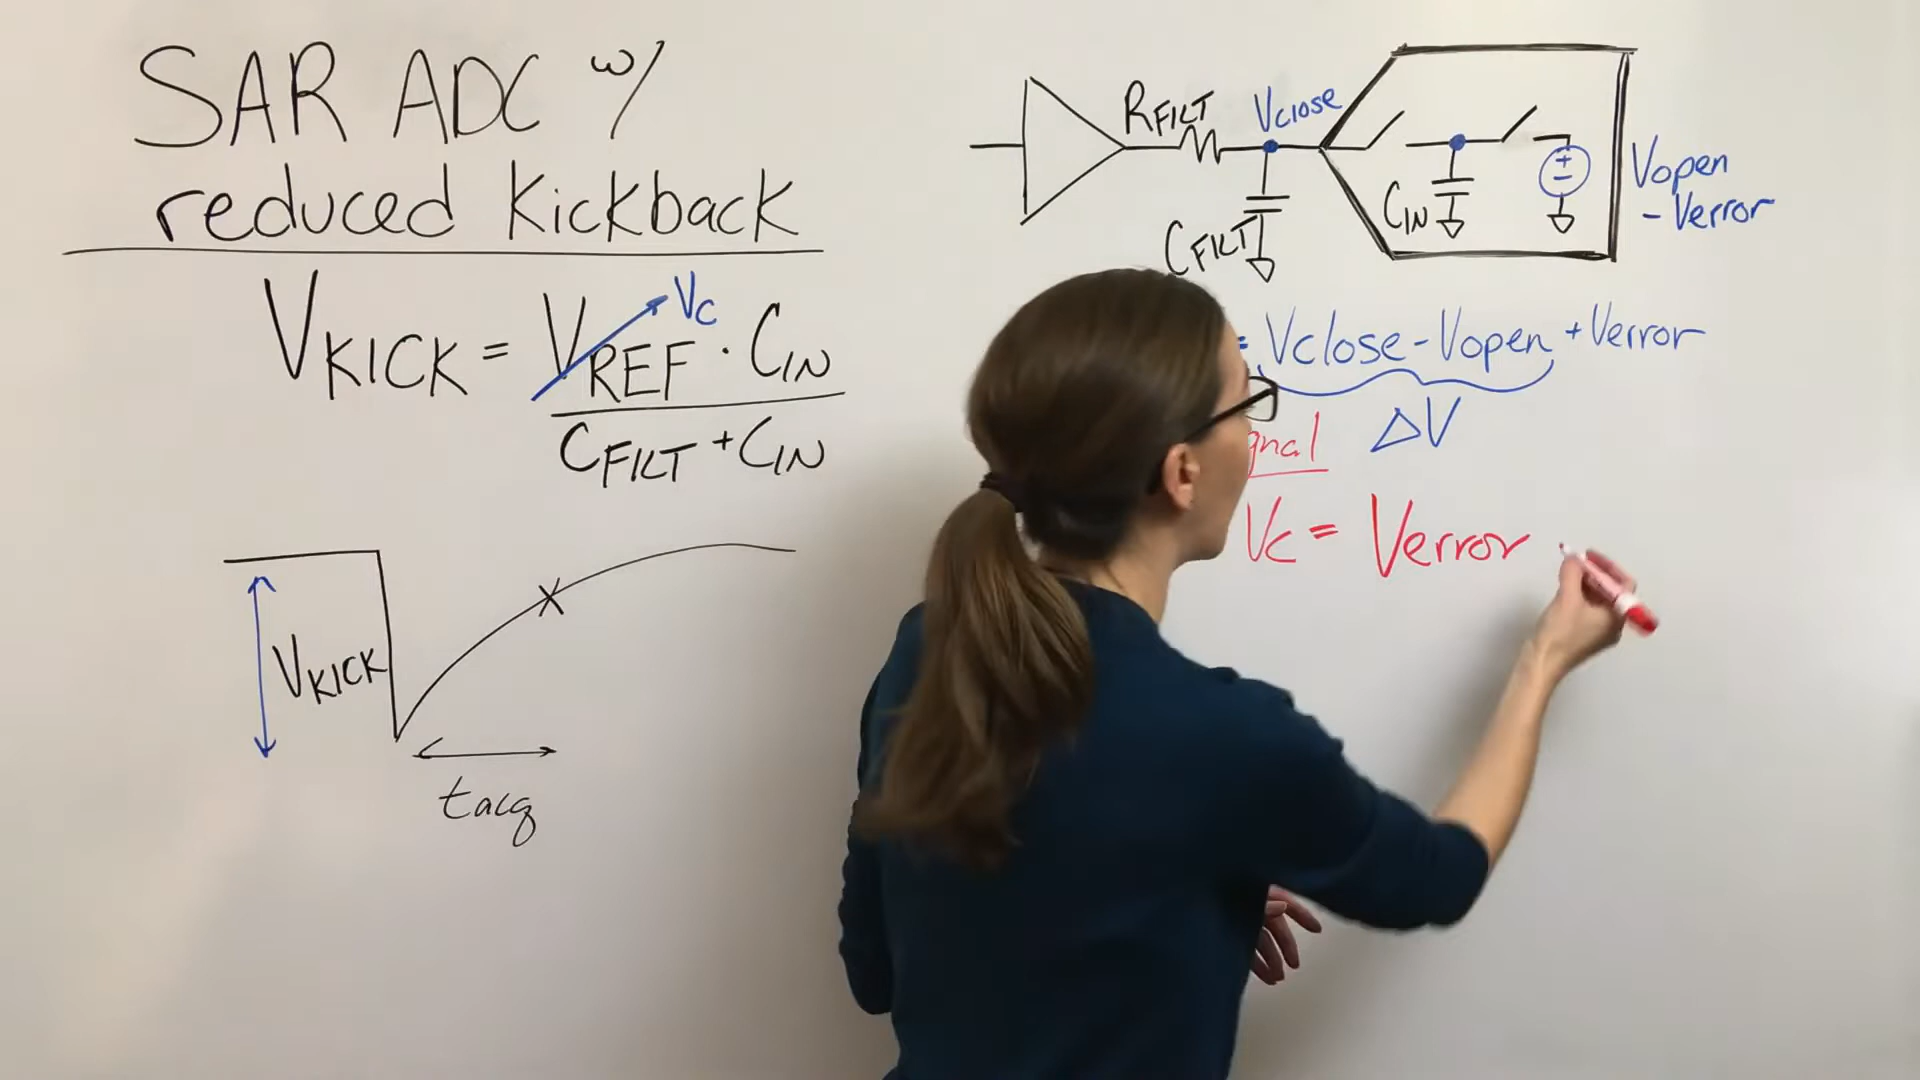 SAR ADC w/
reduced Kickback
VKICK = VREF · CIN
VC
CFILT + CIN
VKICK
tacq
RFILT
Vclose
CFILT
CIN
+
-
Vopen
- Verror
= Vclose - Vopen + Verror
ΔV
Vc = Verror